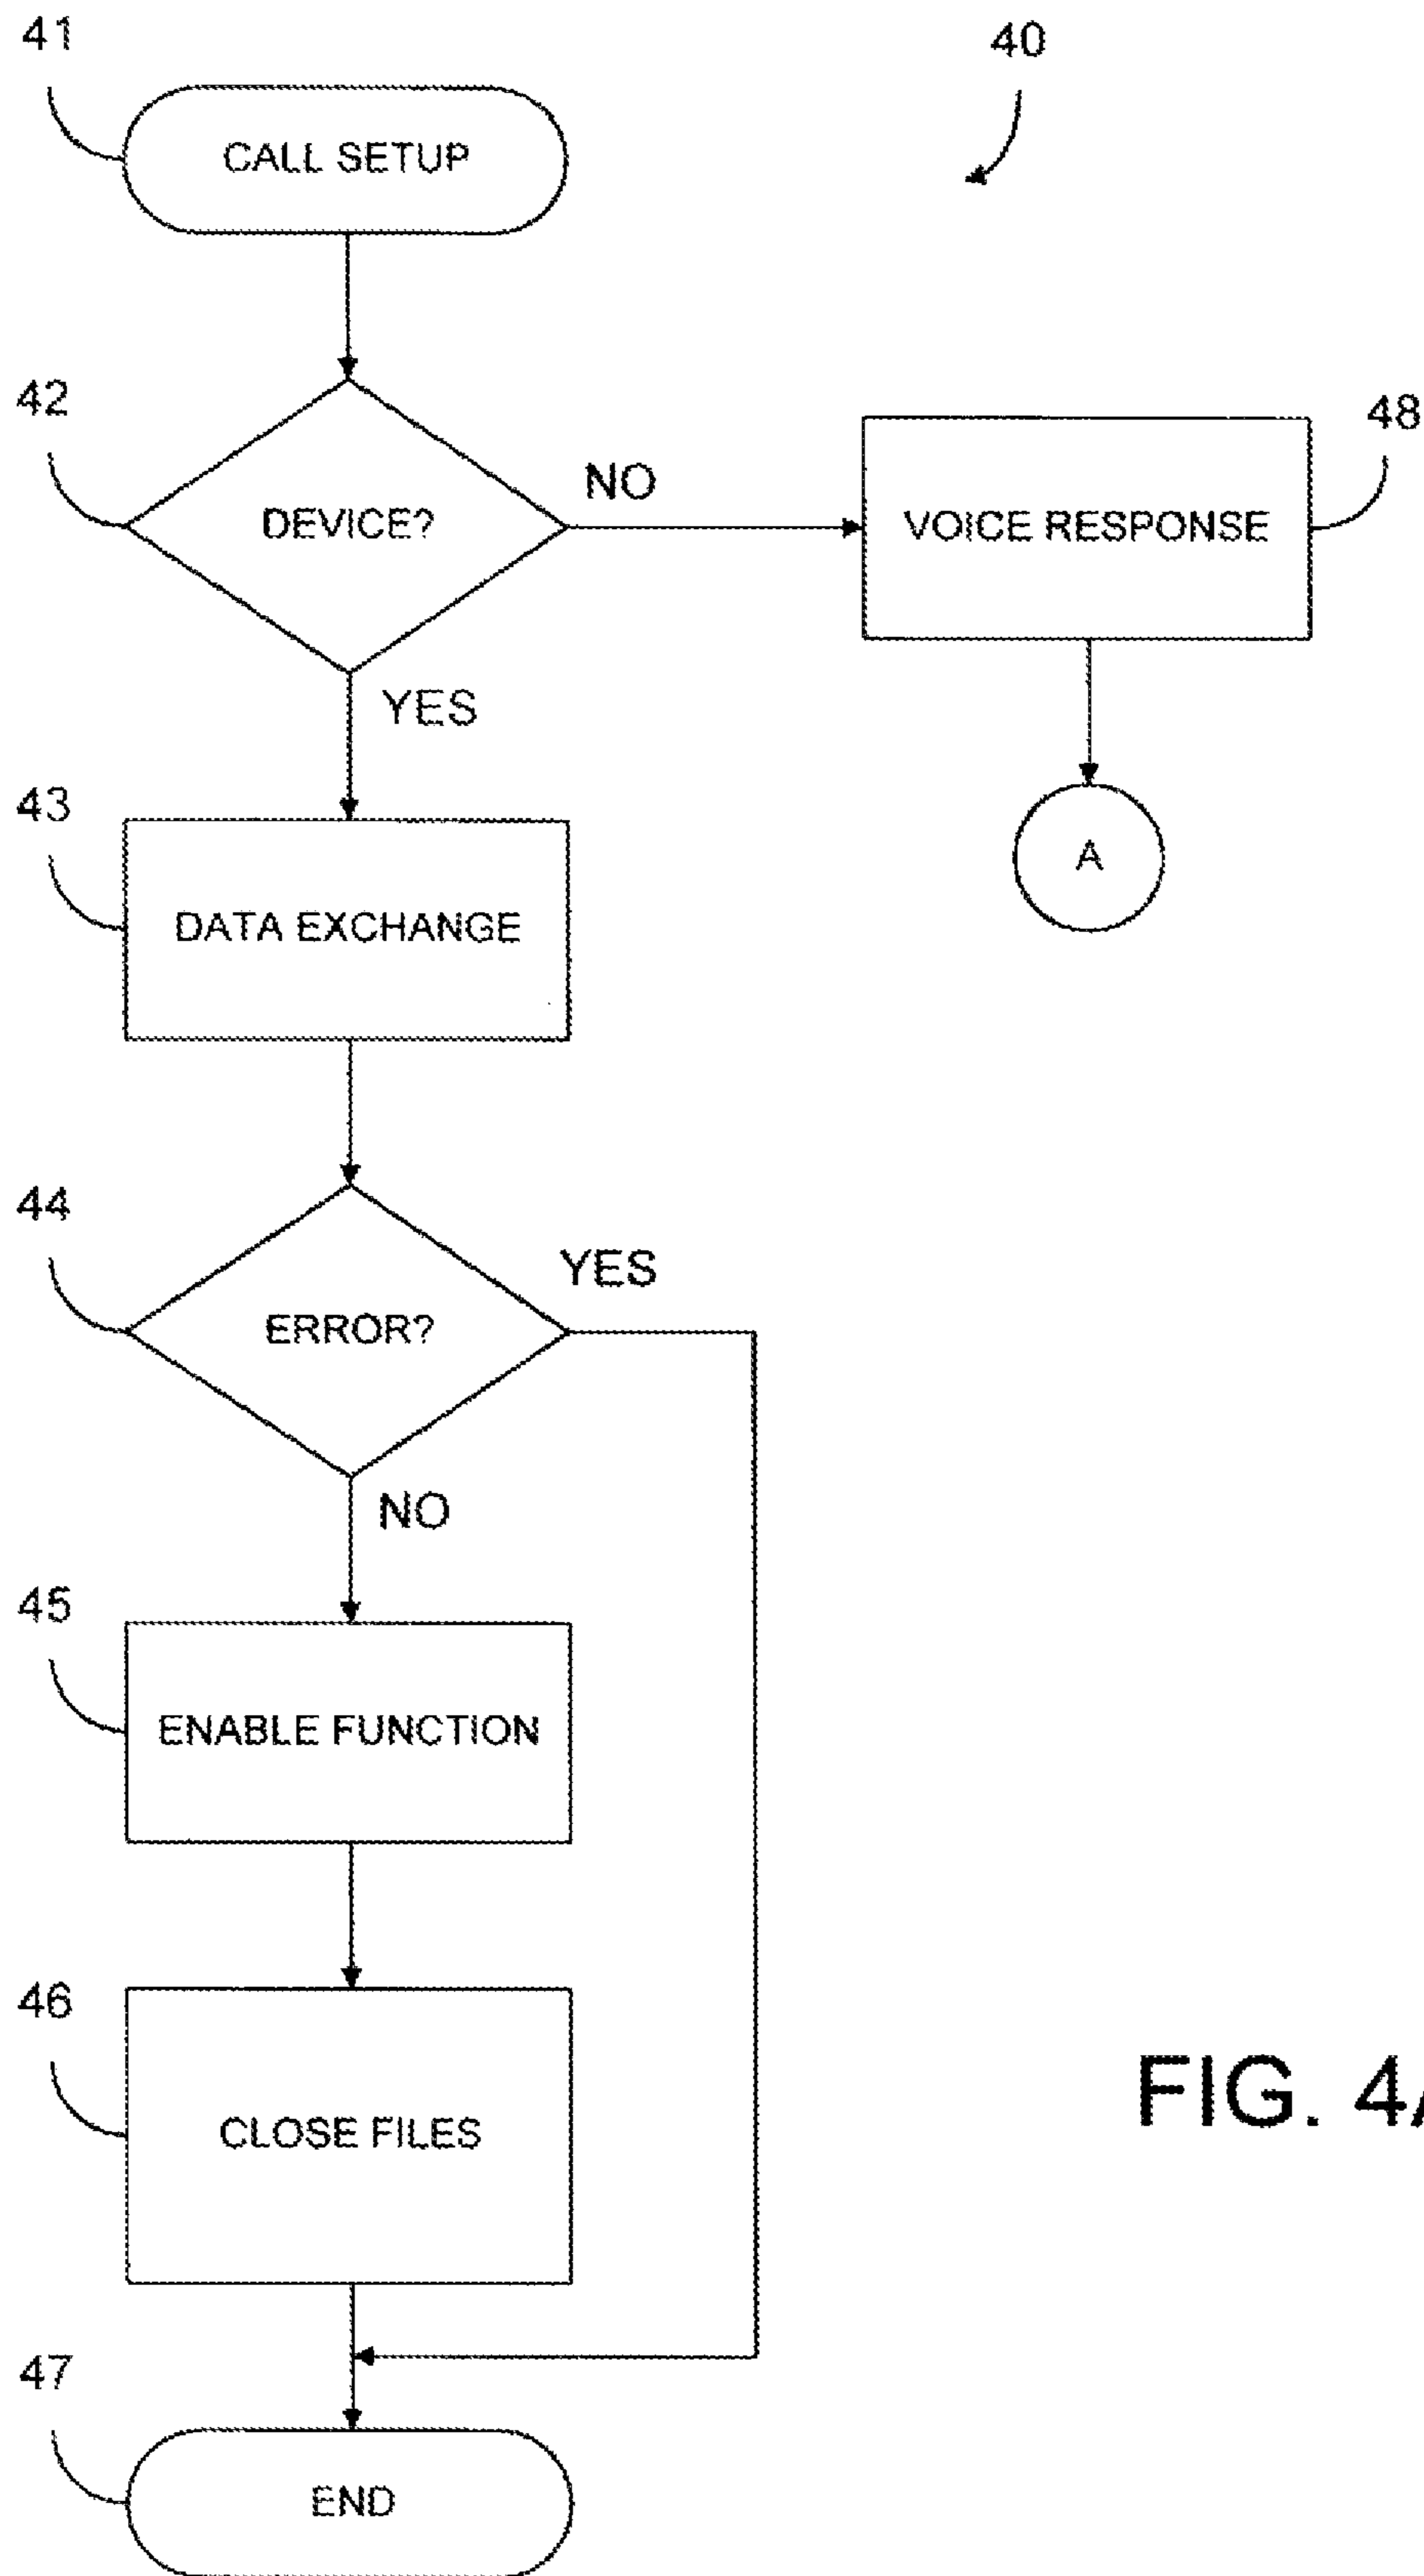 41
40
CALL SETUP
42
48
NO
DEVICE?
VOICE RESPONSE
YES
43
A
DATA EXCHANGE
44
YES
ERROR?
NO
45
ENABLE FUNCTION
46
CLOSE FILES
FIG. 4A
47
END